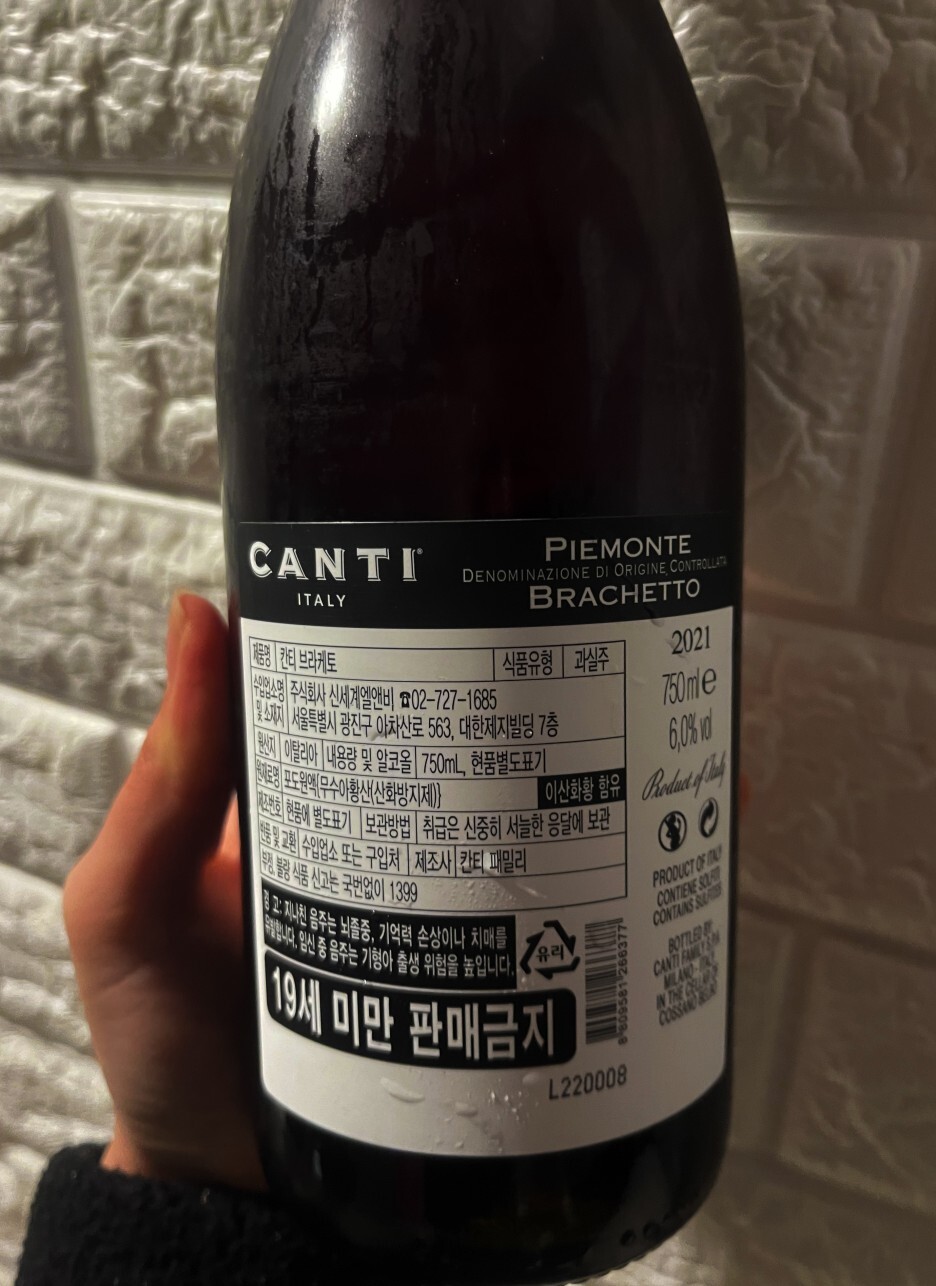 CANTI®
ITALY
PIEMONTE
DENOMINAZIONE DI ORIGINE CONTROLLATA
BRACHETTO
제품명 칸티 브라케토 식품유형 과실주
수입업소명 및 소재지 주식회사 신세계엘앤비 ☎02-727-1685
서울특별시 광진구 아차산로 563, 대한제지빌딩 7층
원산지 이탈리아 내용량 및 알코올 750mL, 현품별도표기
원재료명 포도원액{무수아황산(산화방지제)} 이산화황 함유
제조번호 현품에 별도표기 보관방법 취급은 신중히 서늘한 응달에 보관
반품 및 교환 수입업소 또는 구입처 제조사 칸티 패밀리
부정, 불량 식품 신고는 국번없이 1399
경 고: 지나친 음주는 뇌졸중, 기억력 손상이나 치매를
유발합니다. 임신 중 음주는 기형아 출생 위험을 높입니다.
19세 미만 판매금지
유리
8809581266377
L220008
2021
750 ml e
6,0% vol
Product of Italy
PRODUCT OF ITALY
CONTIENE SOLFITI
CONTAINS SULFITES
BOTTLED BY
CANTI FAMILY S.P.A.
MILANO - ITALY
IN THE CELLAR OF
COSSANO BELBO